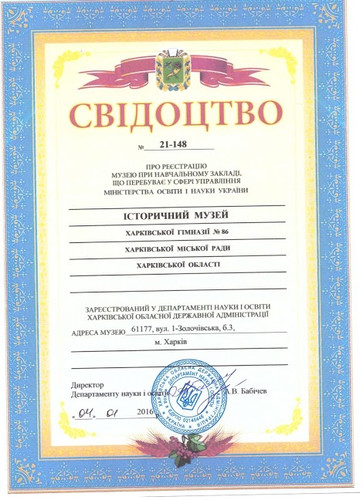 СВІДОЦТВО
№ 21-148
ПРО РЕЄСТРАЦІЮ
МУЗЕЮ ПРИ НАВЧАЛЬНОМУ ЗАКЛАДІ,
ЩО ПЕРЕБУВАЄ У СФЕРІ УПРАВЛІННЯ
МІНІСТЕРСТВА ОСВІТИ І НАУКИ УКРАЇНИ
ІСТОРИЧНИЙ МУЗЕЙ
ХАРКІВСЬКОЇ ГІМНАЗІЇ № 86
ХАРКІВСЬКОЇ МІСЬКОЇ РАДИ
ХАРКІВСЬКОЇ ОБЛАСТІ
ЗАРЕЄСТРОВАНИЙ У ДЕПАРТАМЕНТІ НАУКИ І ОСВІТИ
ХАРКІВСЬКОЇ ОБЛАСНОЇ ДЕРЖАВНОЇ АДМІНІСТРАЦІЇ
АДРЕСА МУЗЕЮ 61177, вул. 1-Золочівська, б.3,
м. Харків
Директор
Департаменту науки і освіти А.В. Бабічев
04. 01 2016